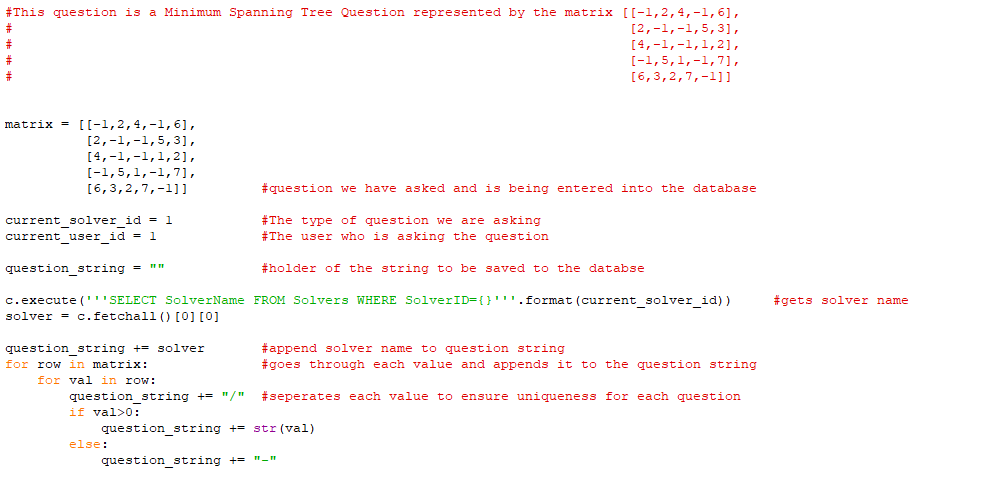 #This question is a Minimum Spanning Tree Question represented by the matrix [[-1,2,4,-1,6],
#                                                                             [2,-1,-1,5,3],
#                                                                             [4,-1,-1,1,2],
#                                                                             [-1,5,1,-1,7],
#                                                                             [6,3,2,7,-1]]
matrix = [[-1,2,4,-1,6],
          [2,-1,-1,5,3],
          [4,-1,-1,1,2],
          [-1,5,1,-1,7],
          [6,3,2,7,-1]]         #question we have asked and is being entered into the database
current_solver_id = 1           #The type of question we are asking
current_user_id = 1             #The user who is asking the question
question_string = ""            #holder of the string to be saved to the databse
c.execute('''SELECT SolverName FROM Solvers WHERE SolverID={}'''.format(current_solver_id))     #gets solver name
solver = c.fetchall()[0][0]
question_string += solver       #append solver name to question string
for row in matrix:              #goes through each value and appends it to the question string
    for val in row:
        question_string += "/"  #seperates each value to ensure uniqueness for each question
        if val>0:
            question_string += str(val)
        else:
            question_string += "-"